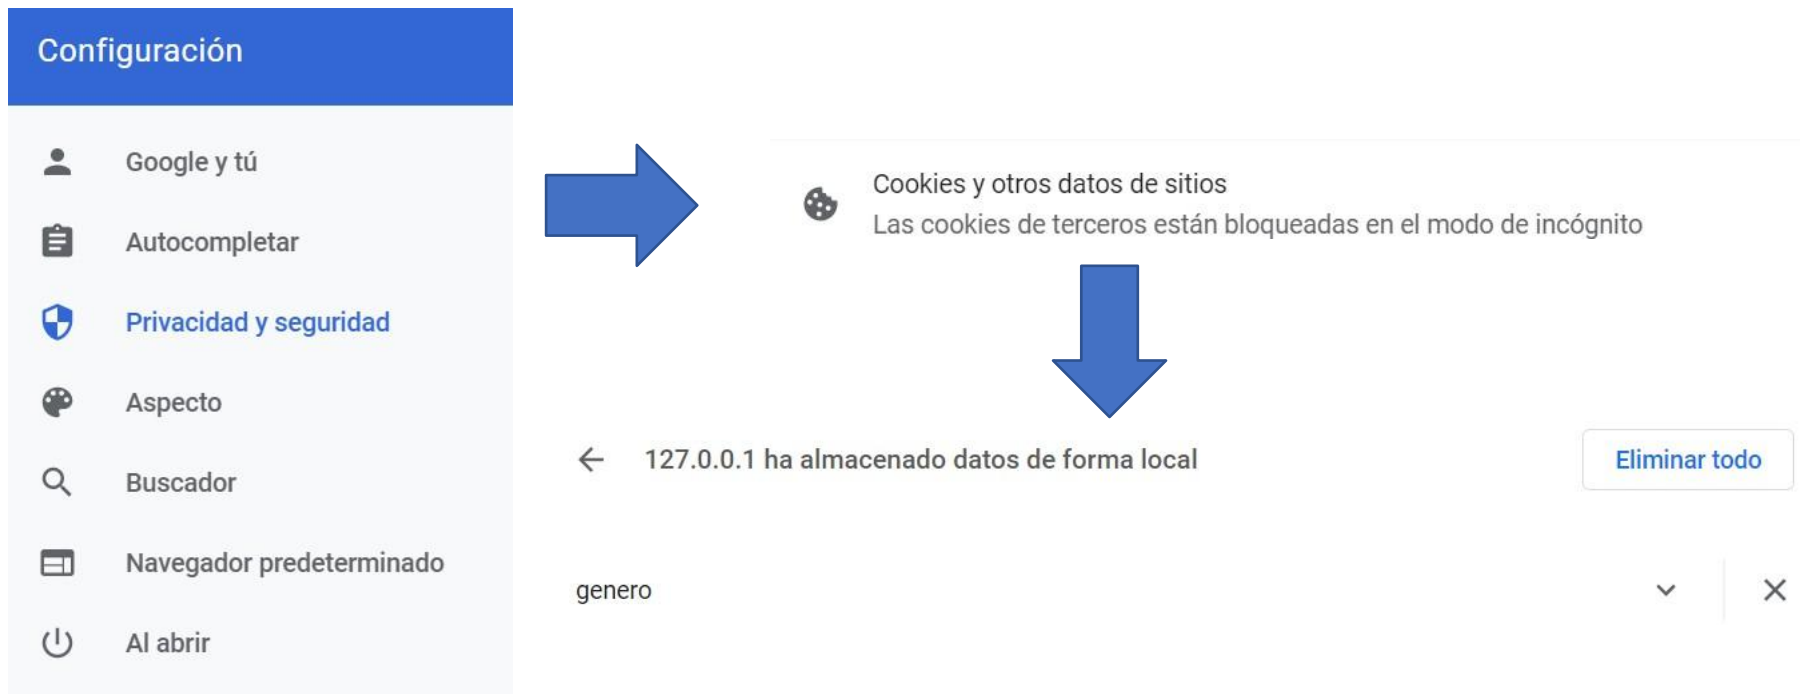 Configuración
Google y tú
Autocompletar
Privacidad y seguridad
Aspecto
Buscador
Navegador predeterminado
Al abrir
Cookies y otros datos de sitios
Las cookies de terceros están bloqueadas en el modo de incógnito
127.0.0.1 ha almacenado datos de forma local
Eliminar todo
genero